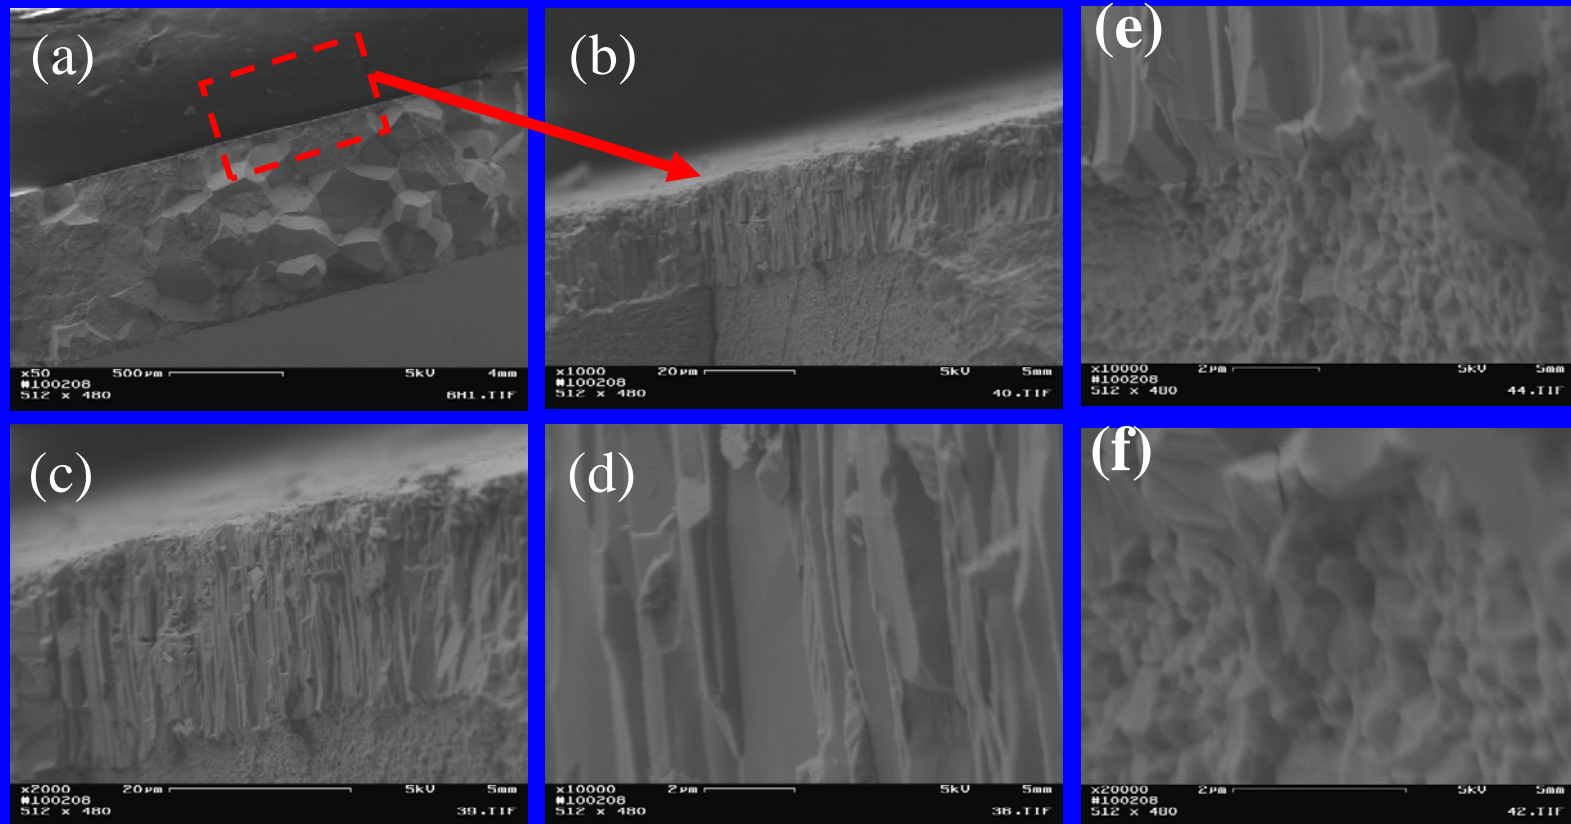 (a)
x50 500µm 5kV 4mm
#100208
512 x 480 6H1.TIF
(b)
x1000 20µm 5kV 5mm
#100208
512 x 480 40.TIF
(e)
x10000 2µm 5kV 5mm
#100208
512 x 480 44.TIF
(c)
x2000 20µm 5kV 5mm
#100208
512 x 480 39.TIF
(d)
x10000 2µm 5kV 5mm
#100208
512 x 480 36.TIF
(f)
x20000 2µm 5kV 5mm
#100208
512 x 480 42.TIF